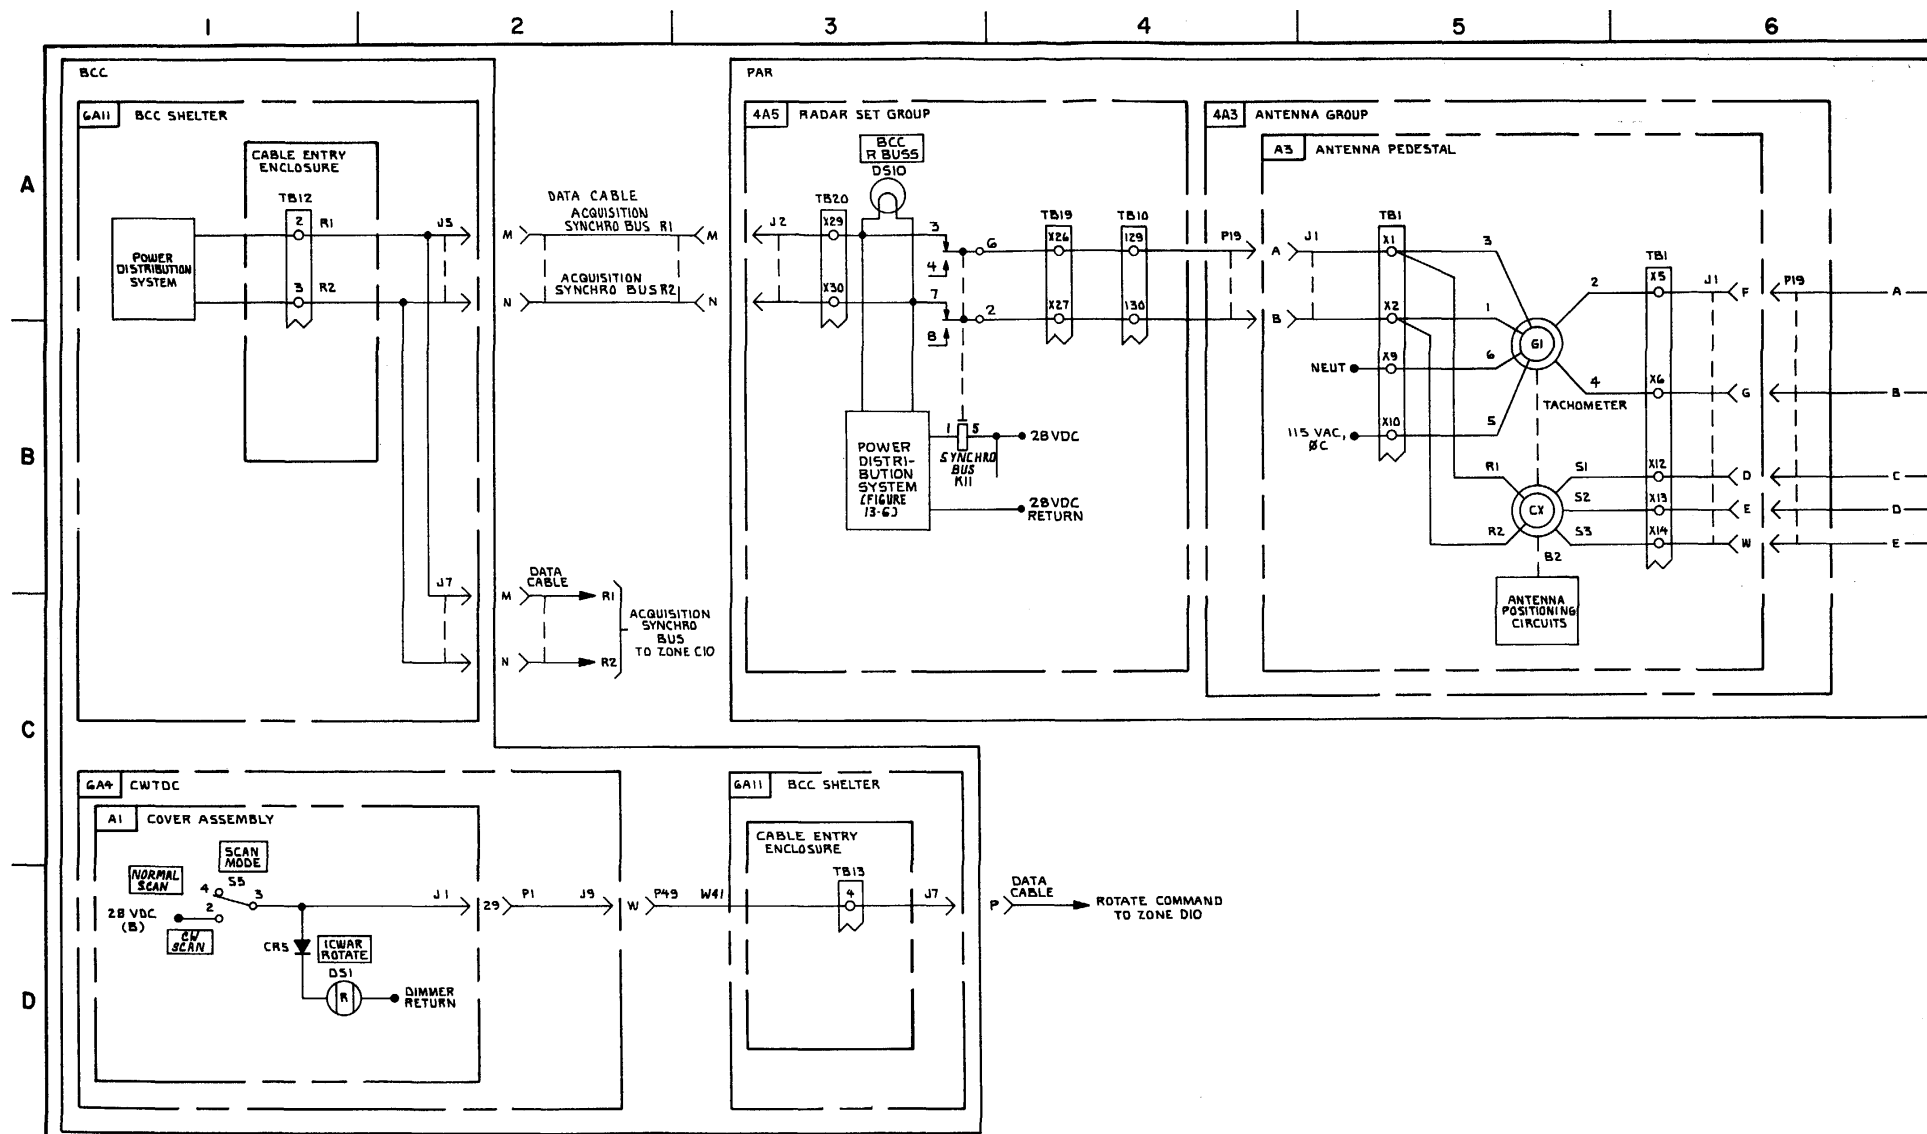 1 2 3 4 5 6
A
B
C
D
BCC
6A11 BCC SHELTER
CABLE ENTRY
ENCLOSURE
TB12
2 R1
3 R2
POWER
DISTRIBUTION
SYSTEM
J5
M
N
DATA CABLE
ACQUISITION
SYNCHRO BUS R1
ACQUISITION
SYNCHRO BUS R2
M
N
J7
M
N
DATA
CABLE
R1
R2
ACQUISITION
SYNCHRO
BUS
TO ZONE C10
PAR
4A5 RADAR SET GROUP
BCC
R BUSS
DS10
J2
TB20
X29
X30
3
4
6
7
8
2
TB19
X26
X27
TB10
129
130
POWER
DISTRI-
BUTION
SYSTEM
(FIGURE
13-6)
1 5
SYNCHRO
BUS
K11
28 VDC
28 VDC
RETURN
P19
4A3 ANTENNA GROUP
A3 ANTENNA PEDESTAL
A
B
J1
TB1
X1
X2
X9
X10
NEUT
115 VAC,
ØC
3
1
6
5
G1
2
4
TACHOMETER
R1
R2
CX
S1
S2
S3
B2
ANTENNA
POSITIONING
CIRCUITS
TB1
X5
X6
X12
X13
X14
J1
F
G
D
E
W
P19
A
B
C
D
E
6A4 CWTDC
A1 COVER ASSEMBLY
SCAN
MODE
S5
NORMAL
SCAN
4
3
2
28 VDC
(B)
CW
SCAN
CR5
ICWAR
ROTATE
DS1
R
DIMMER
RETURN
J1
29
P1
J9
W
P49
W41
6A11 BCC SHELTER
CABLE ENTRY
ENCLOSURE
TB13
4
J7
P
DATA
CABLE
ROTATE COMMAND
TO ZONE D10